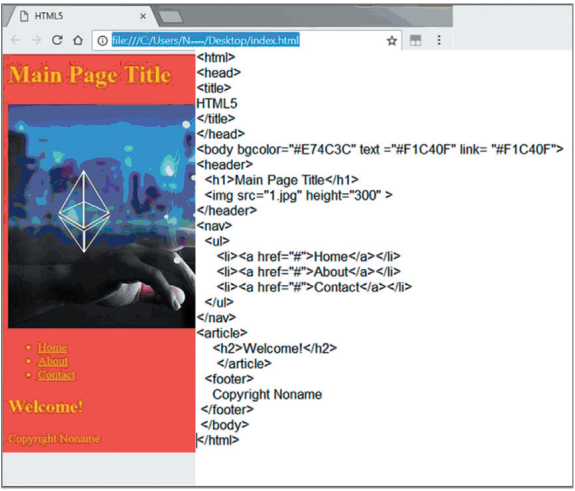 HTML5
file:///C:/Users/N
/Desktop/index.html
Main Page Title
Home
About
Contact
Welcome!
Copyright Noname
<html>
<head>
<title>
HTML5
</title>
</head>
<body bgcolor="#E74C3C" text ="#F1C40F" link= "#F1C40F">
<header>
<h1>Main Page Title</h1>
<img src="1.jpg" height="300" >
</header>
<nav>
<ul>
<li><a href="#">Home</a></li>
<li><a href="#">About</a></li>
<li><a href="#">Contact</a></li>
</ul>
</nav>
<article>
<h2>Welcome!</h2>
</article>
<footer>
Copyright Noname
</footer>
</body>
</html>